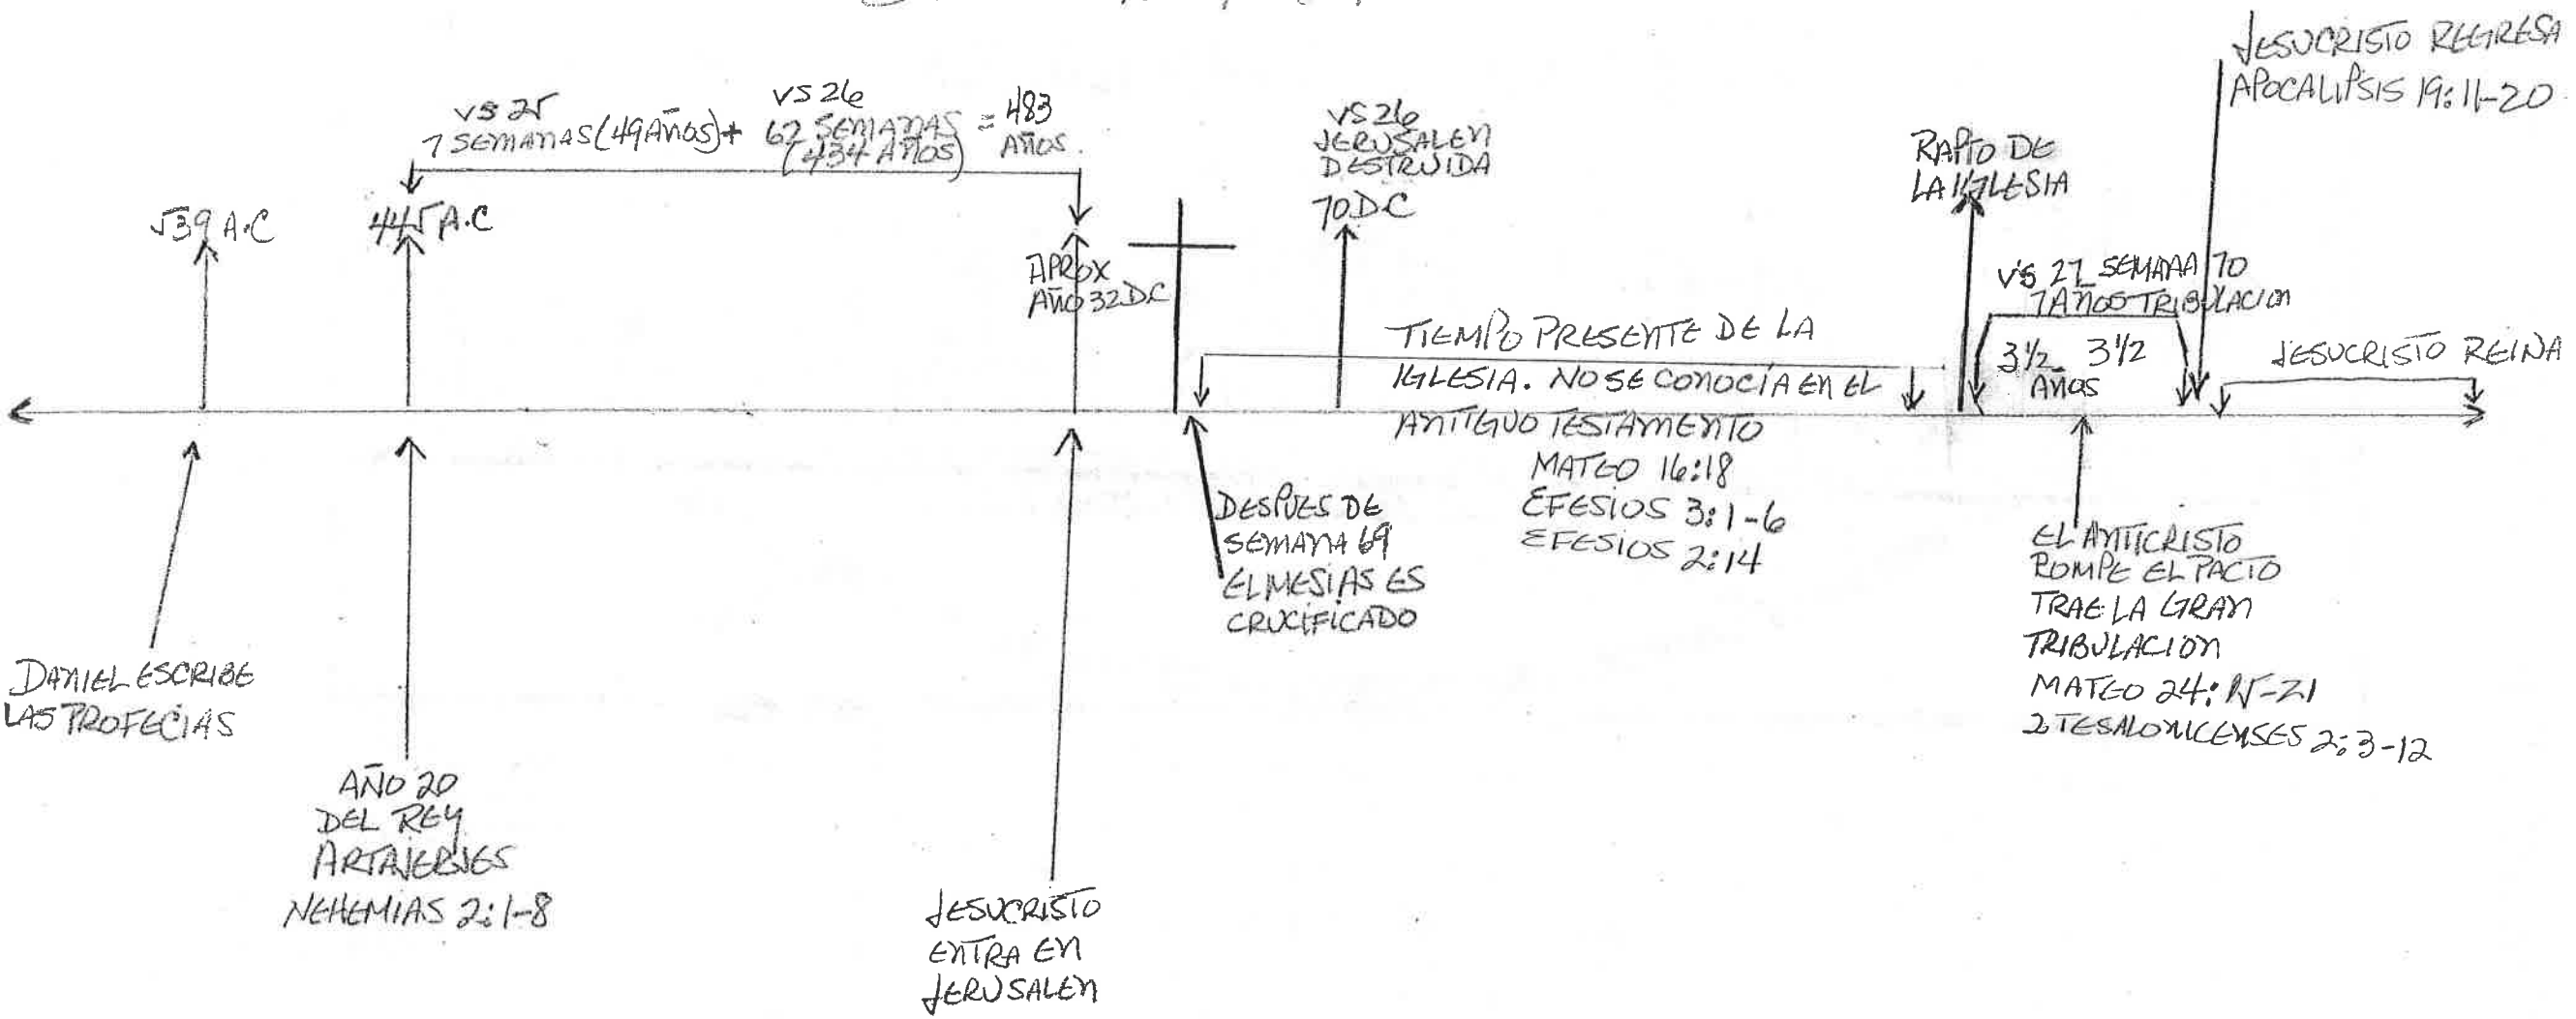 VS 25
7 SEMANAS (49 AÑOS) +
VS 26
62 SEMANAS
(434 AÑOS)
= 483
AÑOS
539 A.C
445 A.C
APROX
AÑO 32 D.C
VS 26
JERUSALEN
DESTRUIDA
70 D.C
RAPTO DE
LA IGLESIA
JESUCRISTO REGRESA
APOCALIPSIS 19:11-20
VS 27 SEMANA 70
7 AÑOS TRIBULACION
3 1/2 3 1/2
AÑOS
JESUCRISTO REINA
TIEMPO PRESENTE DE LA
IGLESIA. NO SE CONOCÍA EN EL
ANTIGUO TESTAMENTO
MATEO 16:18
EFESIOS 3:1-6
EFESIOS 2:14
DANIEL ESCRIBE
LAS PROFECIAS
AÑO 20
DEL REY
ARTAJERJES
NEHEMIAS 2:1-8
JESUCRISTO
ENTRA EN
JERUSALEN
DESPUES DE
SEMANA 69
EL MESIAS ES
CRUCIFICADO
EL ANTICRISTO
ROMPE EL PACTO
TRAE LA GRAN
TRIBULACION
MATEO 24:15-21
2 TESALONICENSES 2:3-12